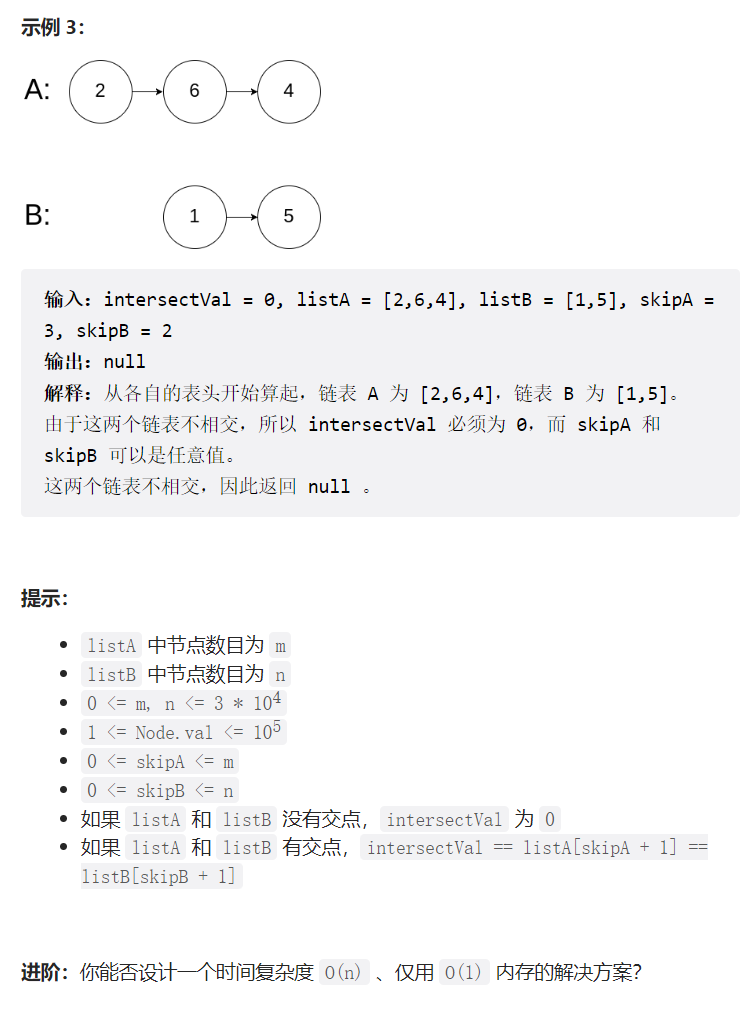 示例 3：
A: 2 6 4
B: 1 5
输入：intersectVal = 0, listA = [2,6,4], listB = [1,5], skipA =
3, skipB = 2
输出：null
解释：从各自的表头开始算起，链表 A 为 [2,6,4]，链表 B 为 [1,5]。
由于这两个链表不相交，所以 intersectVal 必须为 0，而 skipA 和
skipB 可以是任意值。
这两个链表不相交，因此返回 null 。
提示：
• listA 中节点数目为 m
• listB 中节点数目为 n
• 0 <= m, n <= 3 * 10⁴
• 1 <= Node.val <= 10⁵
• 0 <= skipA <= m
• 0 <= skipB <= n
• 如果 listA 和 listB 没有交点，intersectVal 为 0
• 如果 listA 和 listB 有交点，intersectVal == listA[skipA + 1] ==
listB[skipB + 1]
进阶：你能否设计一个时间复杂度 O(n) 、仅用 O(1) 内存的解决方案？